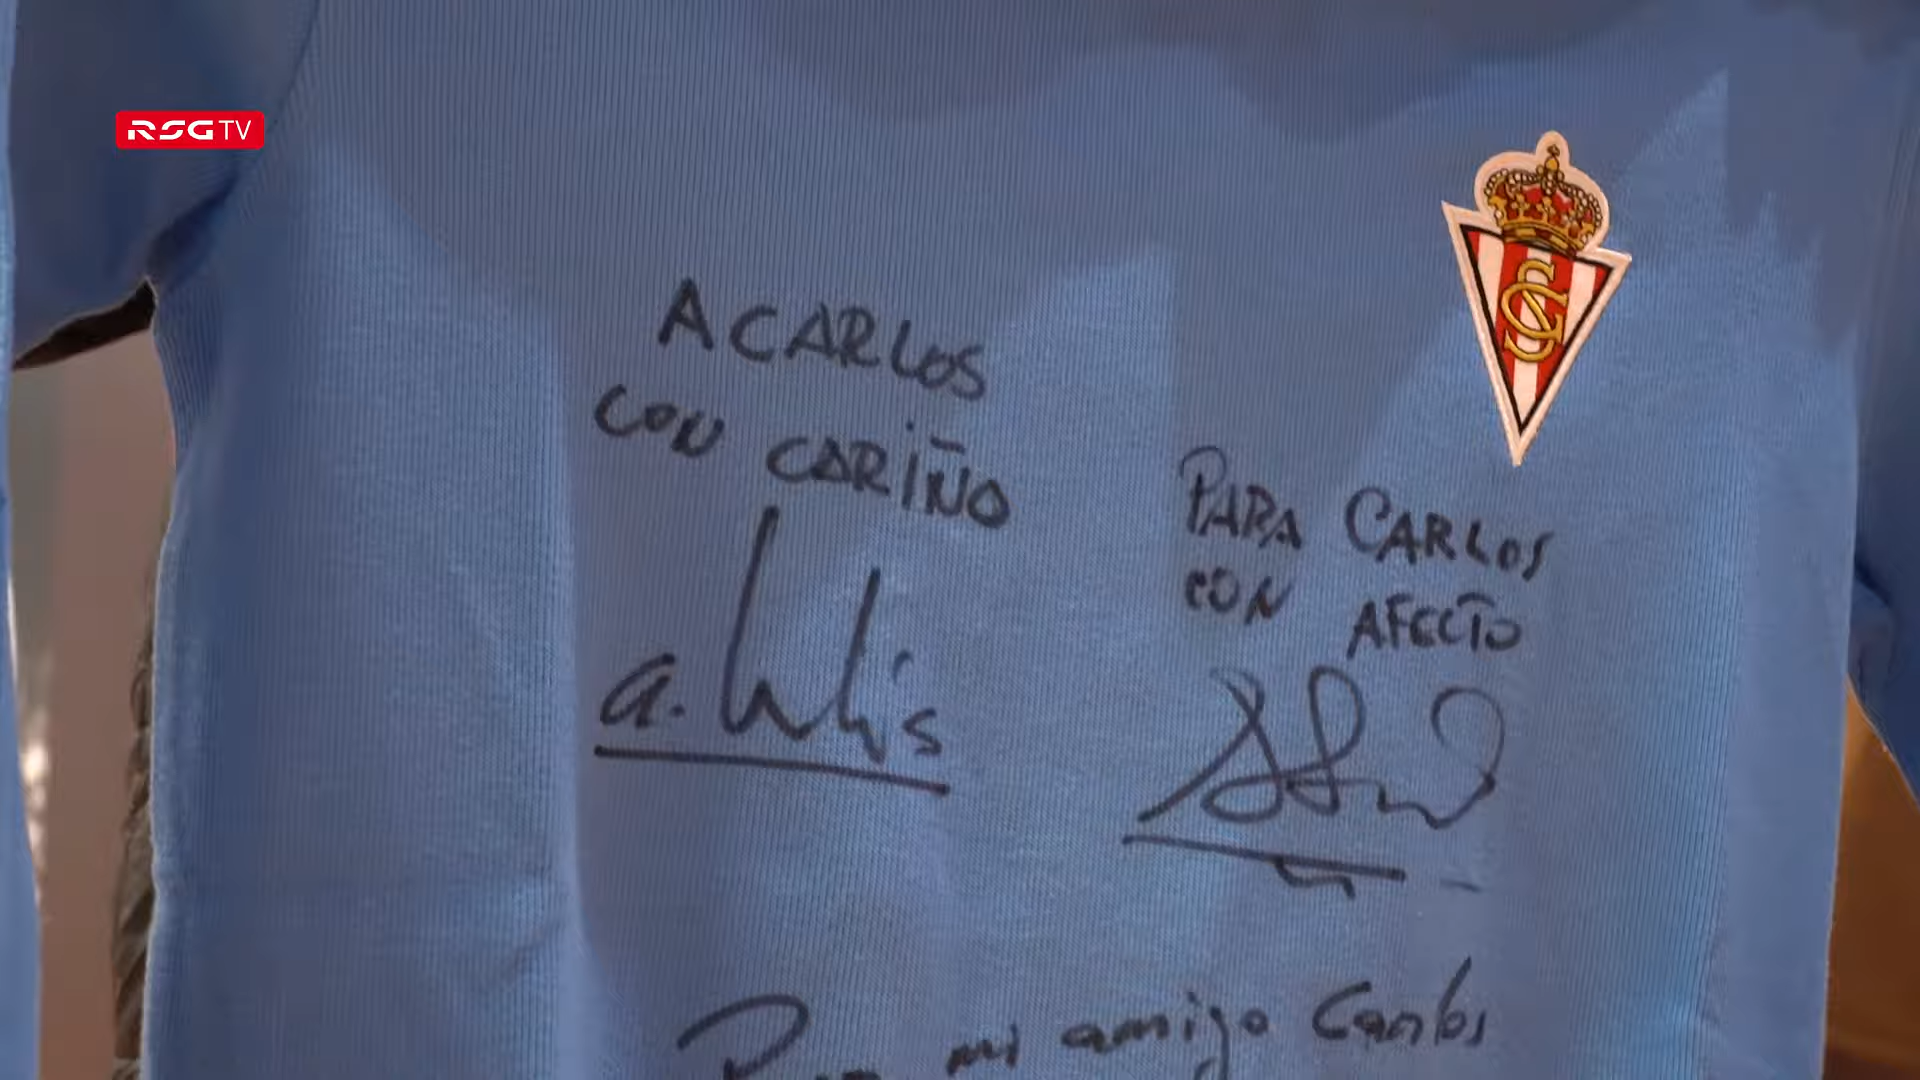 RSGTV
A CARLOS
CON CARIÑO
PARA CARLOS
CON AFECTO
a.
mi amigo Carlos